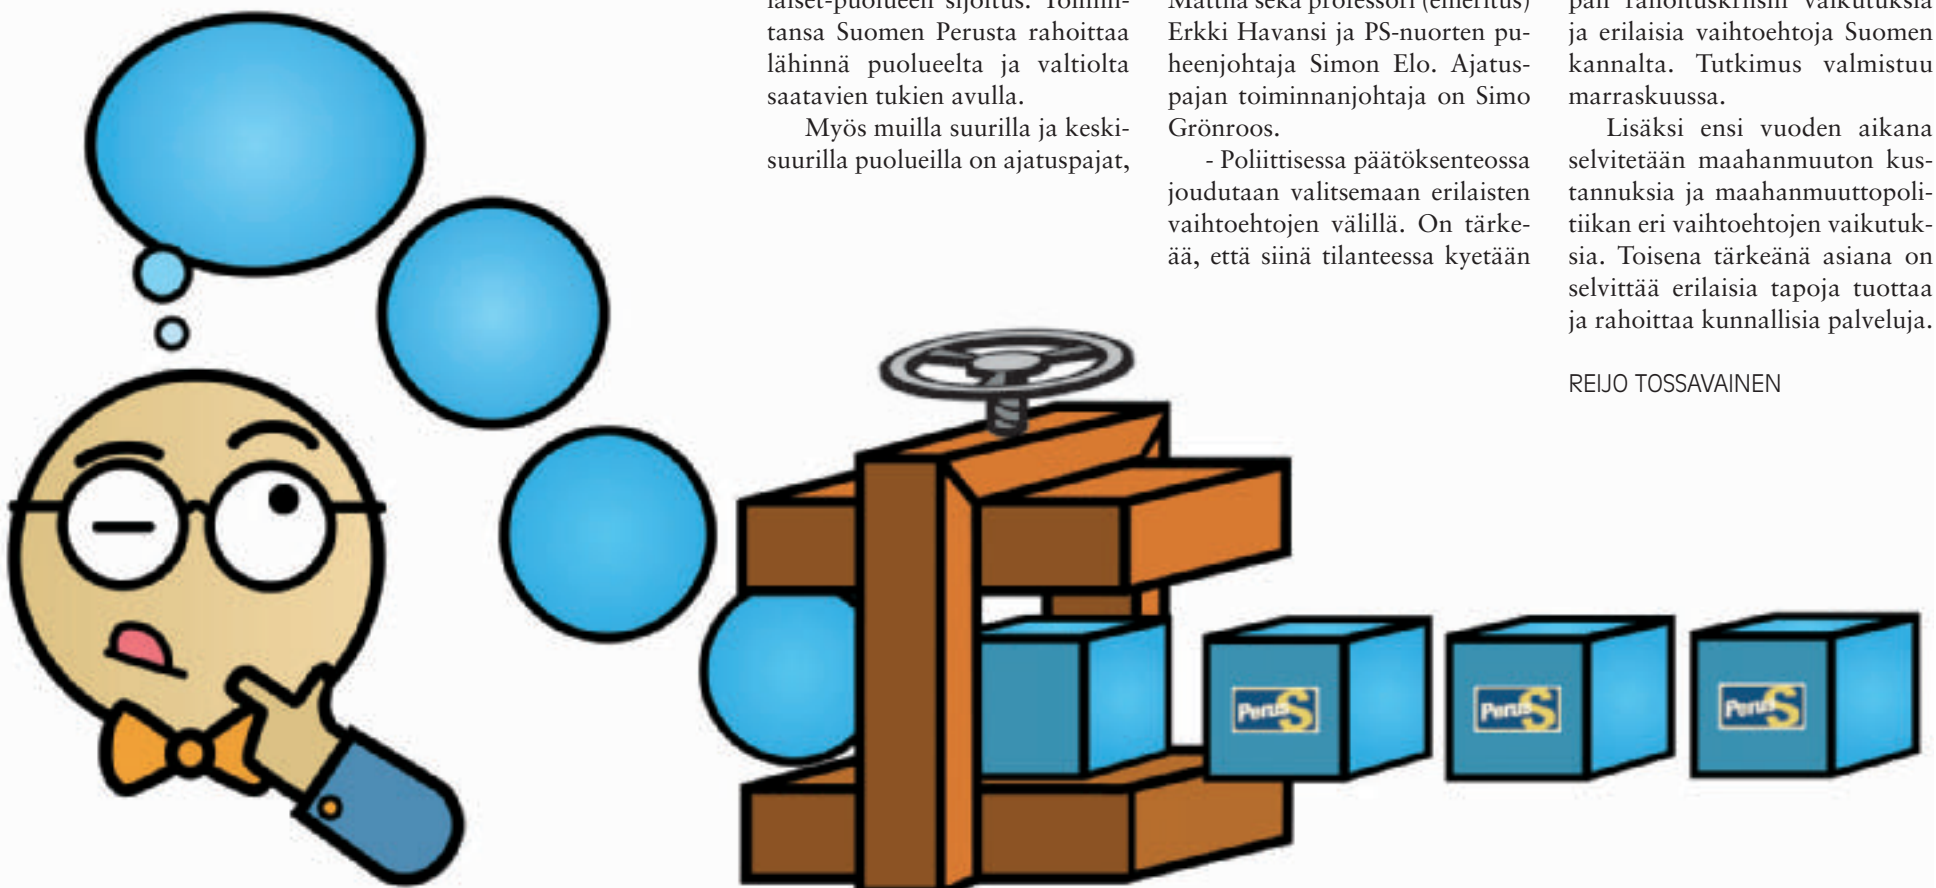 laiset-puolueen sijoitus. Toimin-
tansa Suomen Perusta rahoittaa
lähinnä puolueelta ja valtiolta
saatavien tukien avulla.
Myös muilla suurilla ja keski-
suurilla puolueilla on ajatuspajat,
Mattila sekä professori (emeritus)
Erkki Havansi ja PS-nuorten pu-
heenjohtaja Simon Elo. Ajatus-
pajan toiminnanjohtaja on Simo
Grönroos.
- Poliittisessa päätöksenteossa
joudutaan valitsemaan erilaisten
vaihtoehtojen välillä. On tärke-
ää, että siinä tilanteessa kyetään
pan rahoituskriisin vaikutuksia
ja erilaisia vaihtoehtoja Suomen
kannalta. Tutkimus valmistuu
marraskuussa.
Lisäksi ensi vuoden aikana
selvitetään maahanmuuton kus-
tannuksia ja maahanmuuttopoli-
tiikan eri vaihtoehtojen vaikutuk-
sia. Toisena tärkeänä asiana on
selvittää erilaisia tapoja tuottaa
ja rahoittaa kunnallisia palveluja.
REIJO TOSSAVAINEN
PerusS
PerusS
PerusS